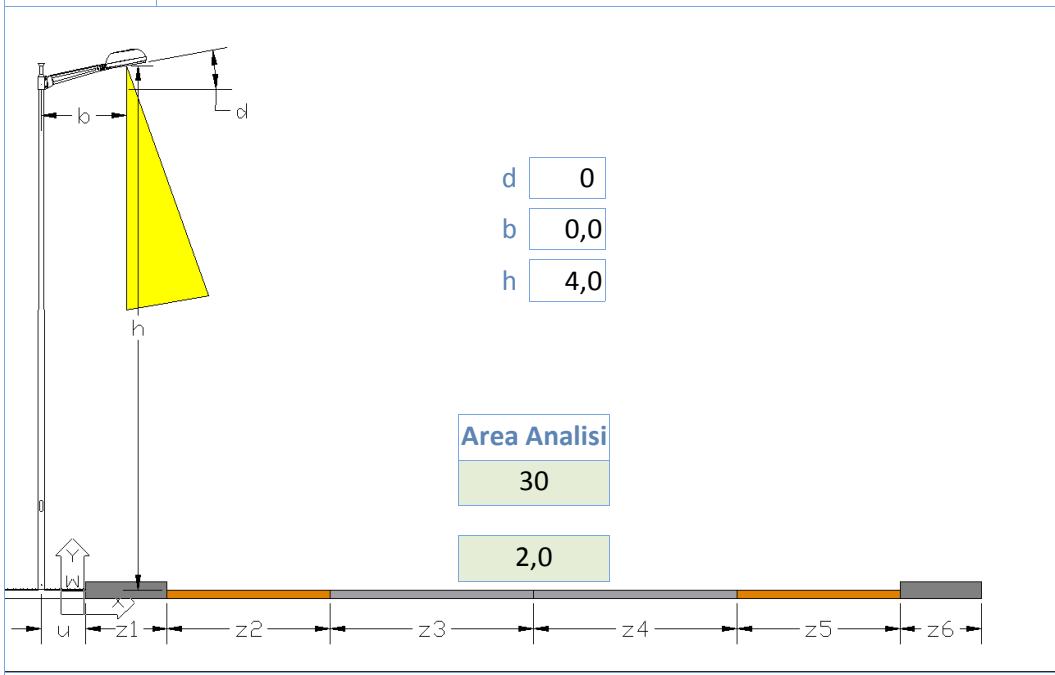 d
b
d 0
b 0,0
h 4,0
h
Area Analisi
30
2,0
Y
W
X
u z1 z2 z3 z4 z5 z6